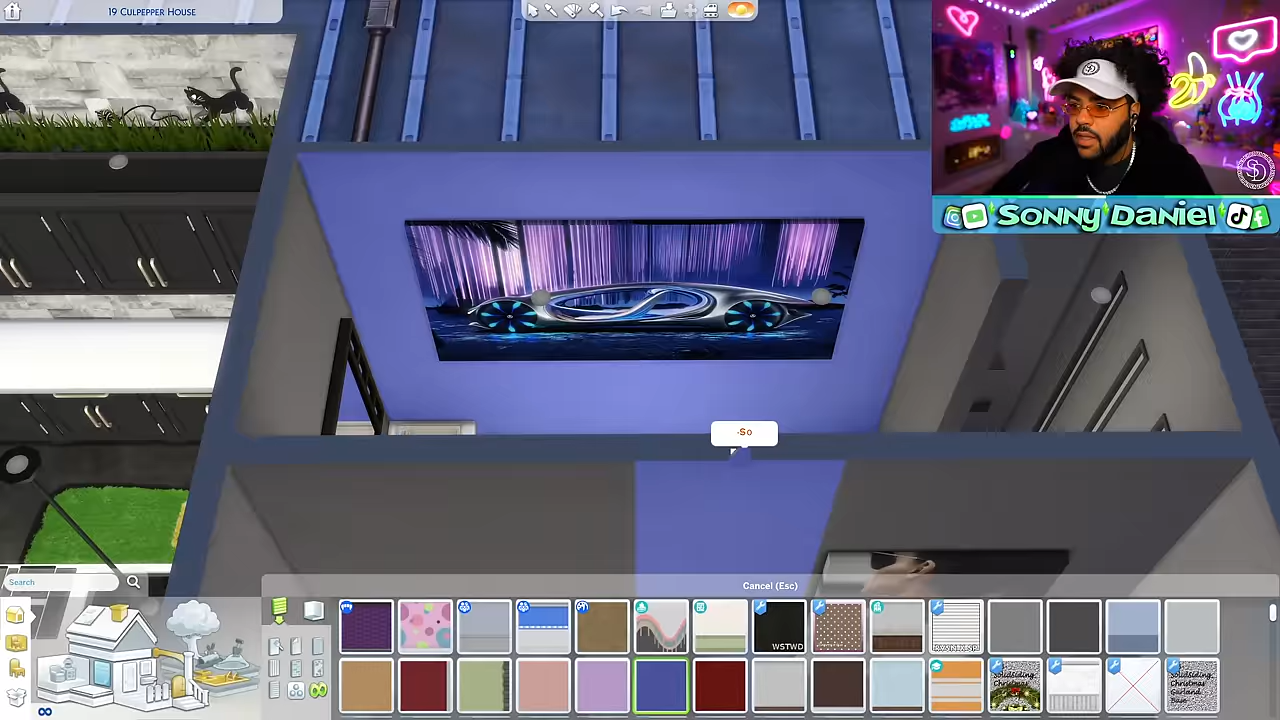 19 Culpepper House
Sonny Daniel
-§0
Cancel (Esc)
Search
WSTWD
∞